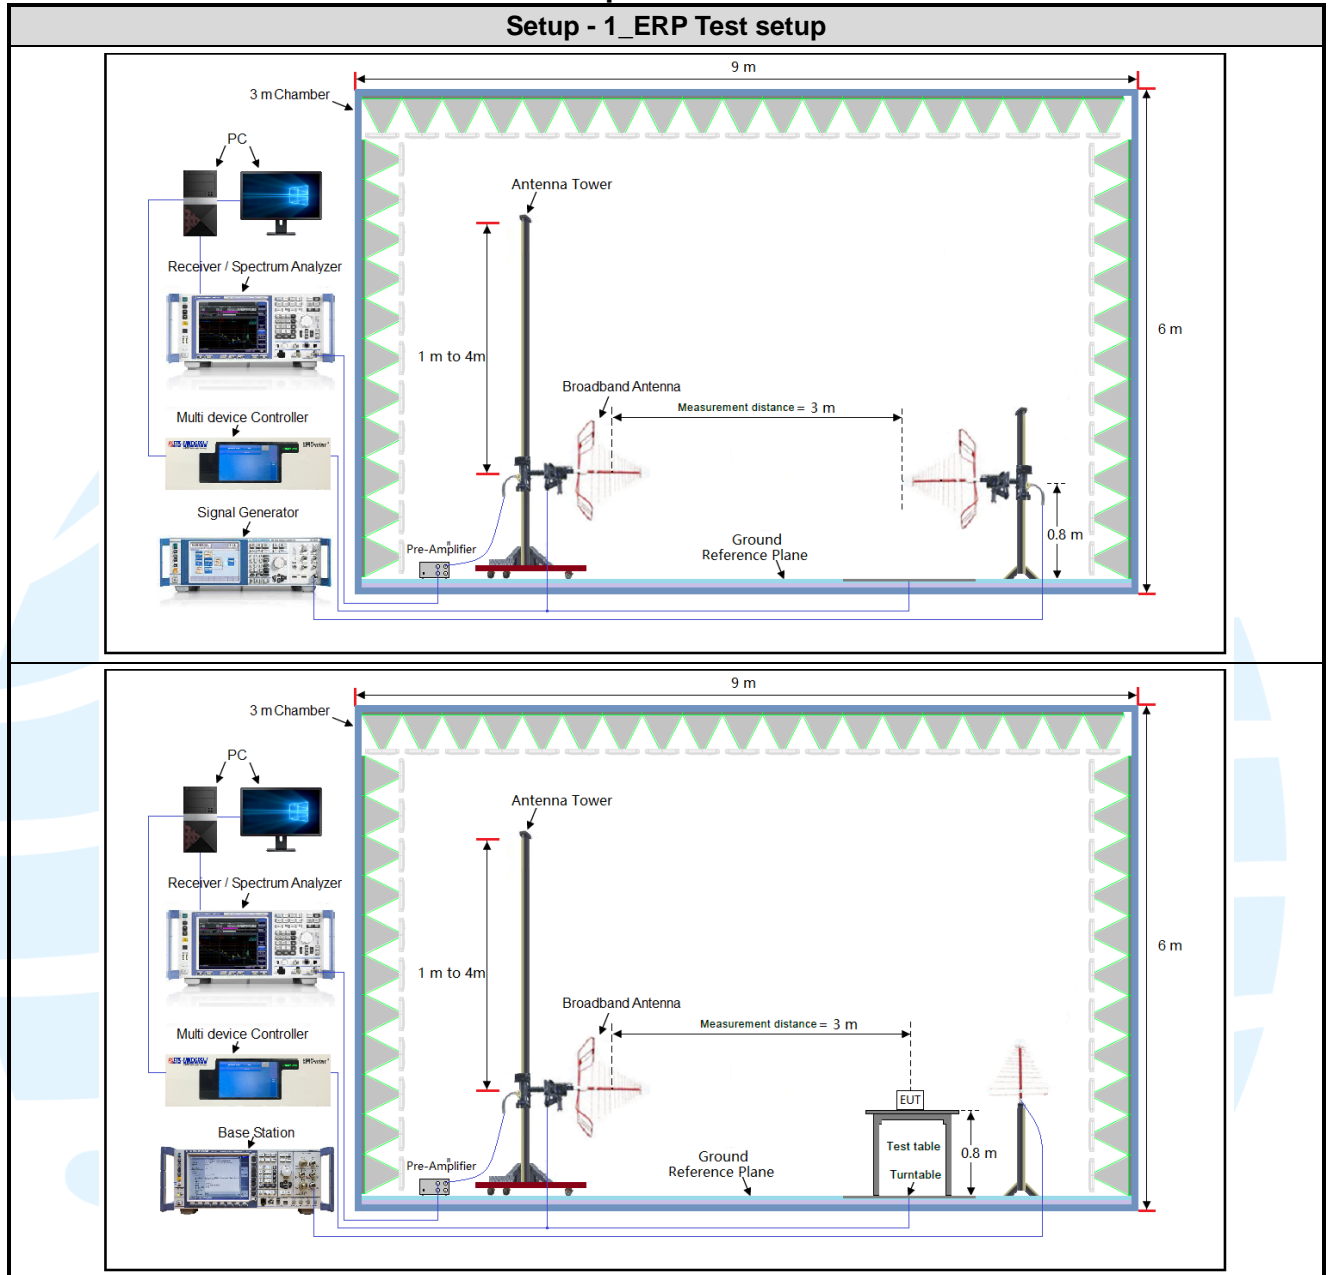 Setup - 1_ERP Test setup
9 m
3 m Chamber
PC
Antenna Tower
Receiver / Spectrum Analyzer
6 m
1 m to 4m
Broadband Antenna
Measurement distance = 3 m
Multi device Controller
Signal Generator
Ground
Reference Plane
0.8 m
Pre-Amplifier
9 m
3 m Chamber
PC
Antenna Tower
Receiver / Spectrum Analyzer
6 m
1 m to 4m
Broadband Antenna
Measurement distance = 3 m
Multi device Controller
EUT
Base Station
Test table
0.8 m
Ground
Reference Plane
Pre-Amplifier
Turntable